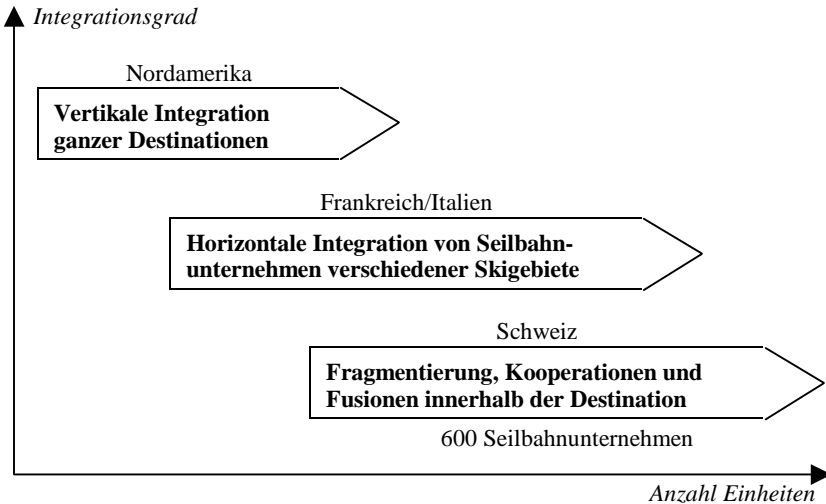 Integrationsgrad
Nordamerika
Vertikale Integration
ganzer Destinationen
Frankreich/Italien
Horizontale Integration von Seilbahn-
unternehmen verschiedener Skigebiete
Schweiz
Fragmentierung, Kooperationen und
Fusionen innerhalb der Destination
600 Seilbahnunternehmen
Anzahl Einheiten